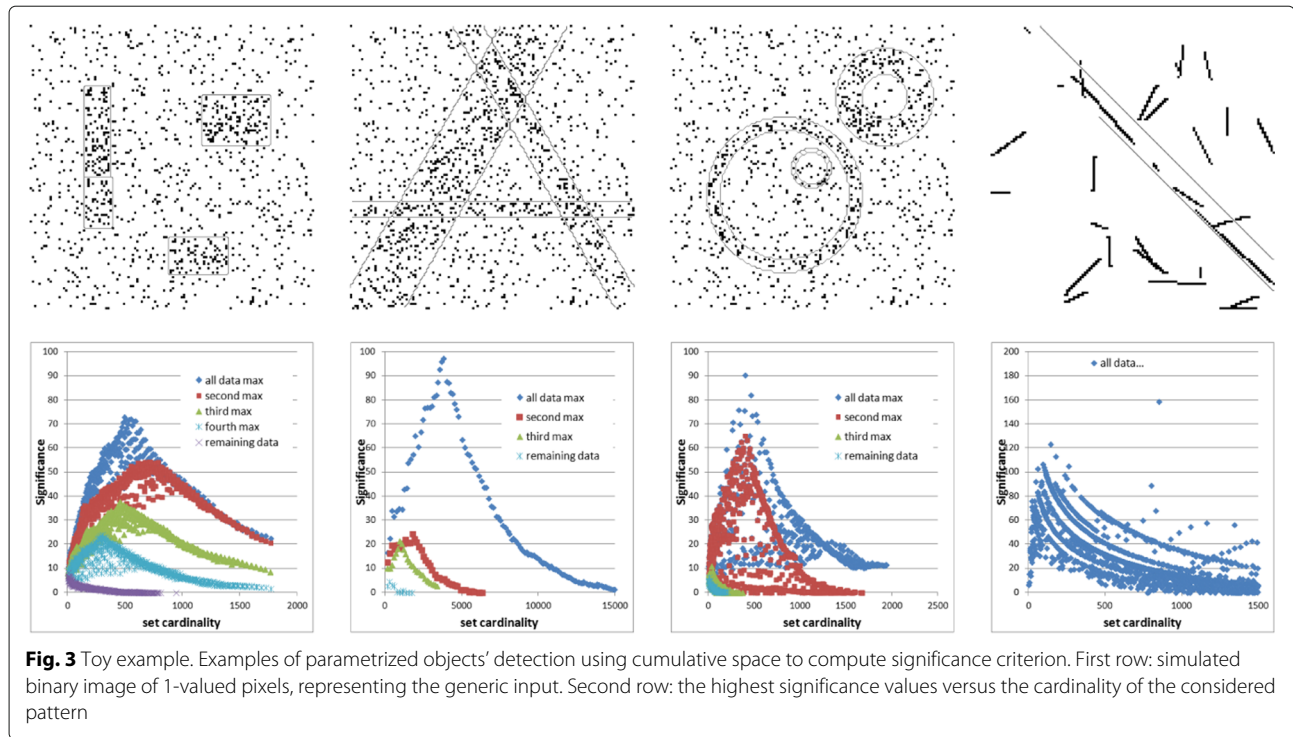 100
90
80
70
60
50
40
30
20
10
0
Significance
0 500 1000 1500 2000
set cardinality
all data max
second max
third max
fourth max
remaining data
100
90
80
70
60
50
40
30
20
10
0
Significance
0 5000 10000 15000
set cardinality
all data max
second max
third max
remaining data
100
90
80
70
60
50
40
30
20
10
0
Significance
0 500 1000 1500 2000 2500
set cardinality
all data max
second max
third max
remaining data
200
180
160
140
120
100
80
60
40
20
0
Significance
0 500 1000 1500
set cardinality
all data...
Fig. 3 Toy example. Examples of parametrized objects' detection using cumulative space to compute significance criterion. First row: simulated
binary image of 1-valued pixels, representing the generic input. Second row: the highest significance values versus the cardinality of the considered
pattern